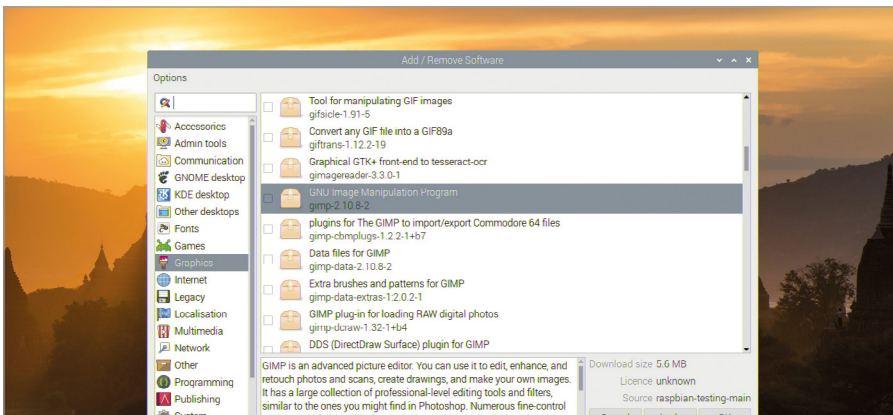 Add / Remove Software
Options
Accessories
Admin tools
Communication
GNOME desktop
KDE desktop
Other desktops
Fonts
Games
Graphics
Internet
Legacy
Localisation
Multimedia
Network
Other
Programming
Publishing
System
Tool for manipulating GIF images
gifsicle-1.91-5
Convert any GIF file into a GIF89a
giftrans-1.12.2-19
Graphical GTK+ front-end to tesseract-ocr
gimagereader-3.3.0-1
GNU Image Manipulation Program
gimp-2.10.8-2
plugins for The GIMP to import/export Commodore 64 files
gimp-cbmplugs-1.2.2-1+b7
Data files for GIMP
gimp-data-2.10.8-2
Extra brushes and patterns for GIMP
gimp-data-extras-1:2.0.2-1
GIMP plug-in for loading RAW digital photos
gimp-dcraw-1.32-1+b4
DDS (DirectDraw Surface) plugin for GIMP
GIMP is an advanced picture editor. You can use it to edit, enhance, and
retouch photos and scans, create drawings, and make your own images.
It has a large collection of professional-level editing tools and filters,
similar to the ones you might find in Photoshop. Numerous fine-control
Download size 5.6 MB
Licence unknown
Source raspbian-testing-main